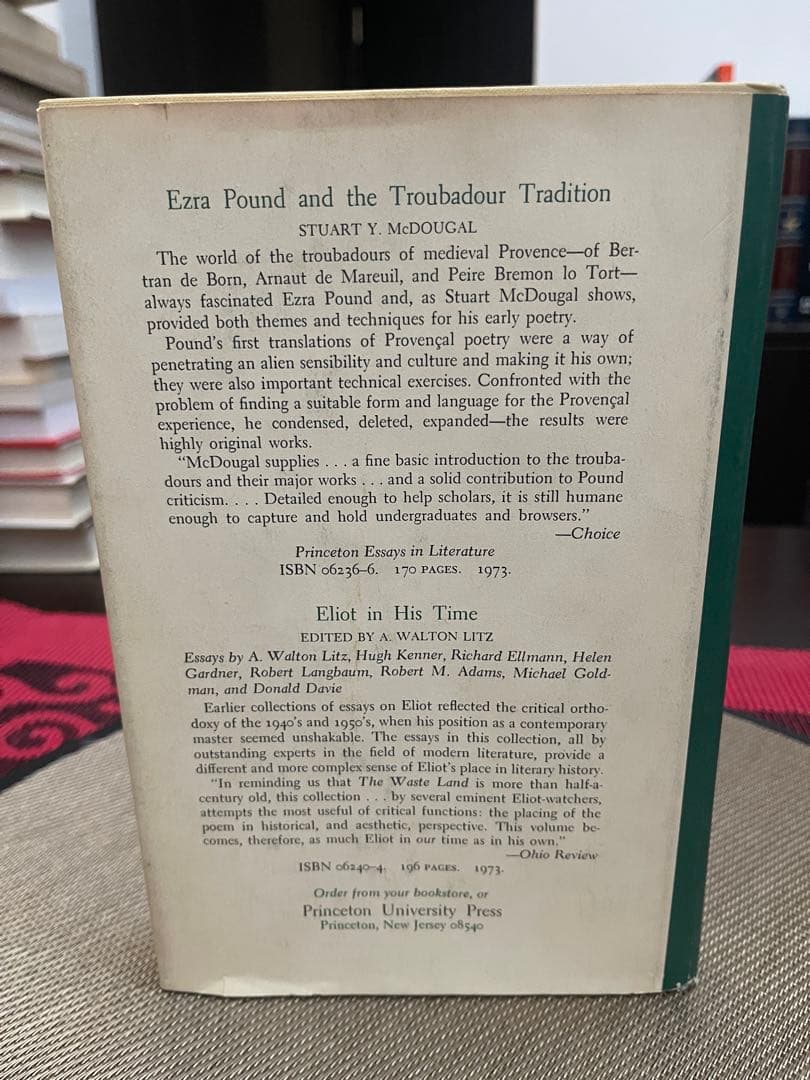 Ezra Pound and the Troubadour Tradition
STUART Y. McDOUGAL
The world of the troubadours of medieval Provence—of Ber-
tran de Born, Arnaut de Mareuil, and Peire Bremon lo Tort—
always fascinated Ezra Pound and, as Stuart McDougal shows,
provided both themes and techniques for his early poetry.
Pound's first translations of Provençal poetry were a way of
penetrating an alien sensibility and culture and making it his own;
they were also important technical exercises. Confronted with the
problem of finding a suitable form and language for the Provençal
experience, he condensed, deleted, expanded—the results were
highly original works.
"McDougal supplies . . . a fine basic introduction to the trouba-
dours and their major works . . . and a solid contribution to Pound
criticism. . . . Detailed enough to help scholars, it is still humane
enough to capture and hold undergraduates and browsers."
—Choice
Princeton Essays in Literature
ISBN 06236-6. 170 PAGES. 1973.
Eliot in His Time
EDITED BY A. WALTON LITZ
Essays by A. Walton Litz, Hugh Kenner, Richard Ellmann, Helen
Gardner, Robert Langbaum, Robert M. Adams, Michael Gold-
man, and Donald Davie
Earlier collections of essays on Eliot reflected the critical ortho-
doxy of the 1940's and 1950's, when his position as a contemporary
master seemed unshakable. The essays in this collection, all by
outstanding experts in the field of modern literature, provide a
different and more complex sense of Eliot's place in literary history.
"In reminding us that The Waste Land is more than half-a-
century old, this collection . . . by several eminent Eliot-watchers,
attempts the most useful of critical functions: the placing of the
poem in historical, and aesthetic, perspective. This volume be-
comes, therefore, as much Eliot in our time as in his own."
—Ohio Review
ISBN 06240-4. 196 PAGES. 1973.
Order from your bookstore, or
Princeton University Press
Princeton, New Jersey 08540